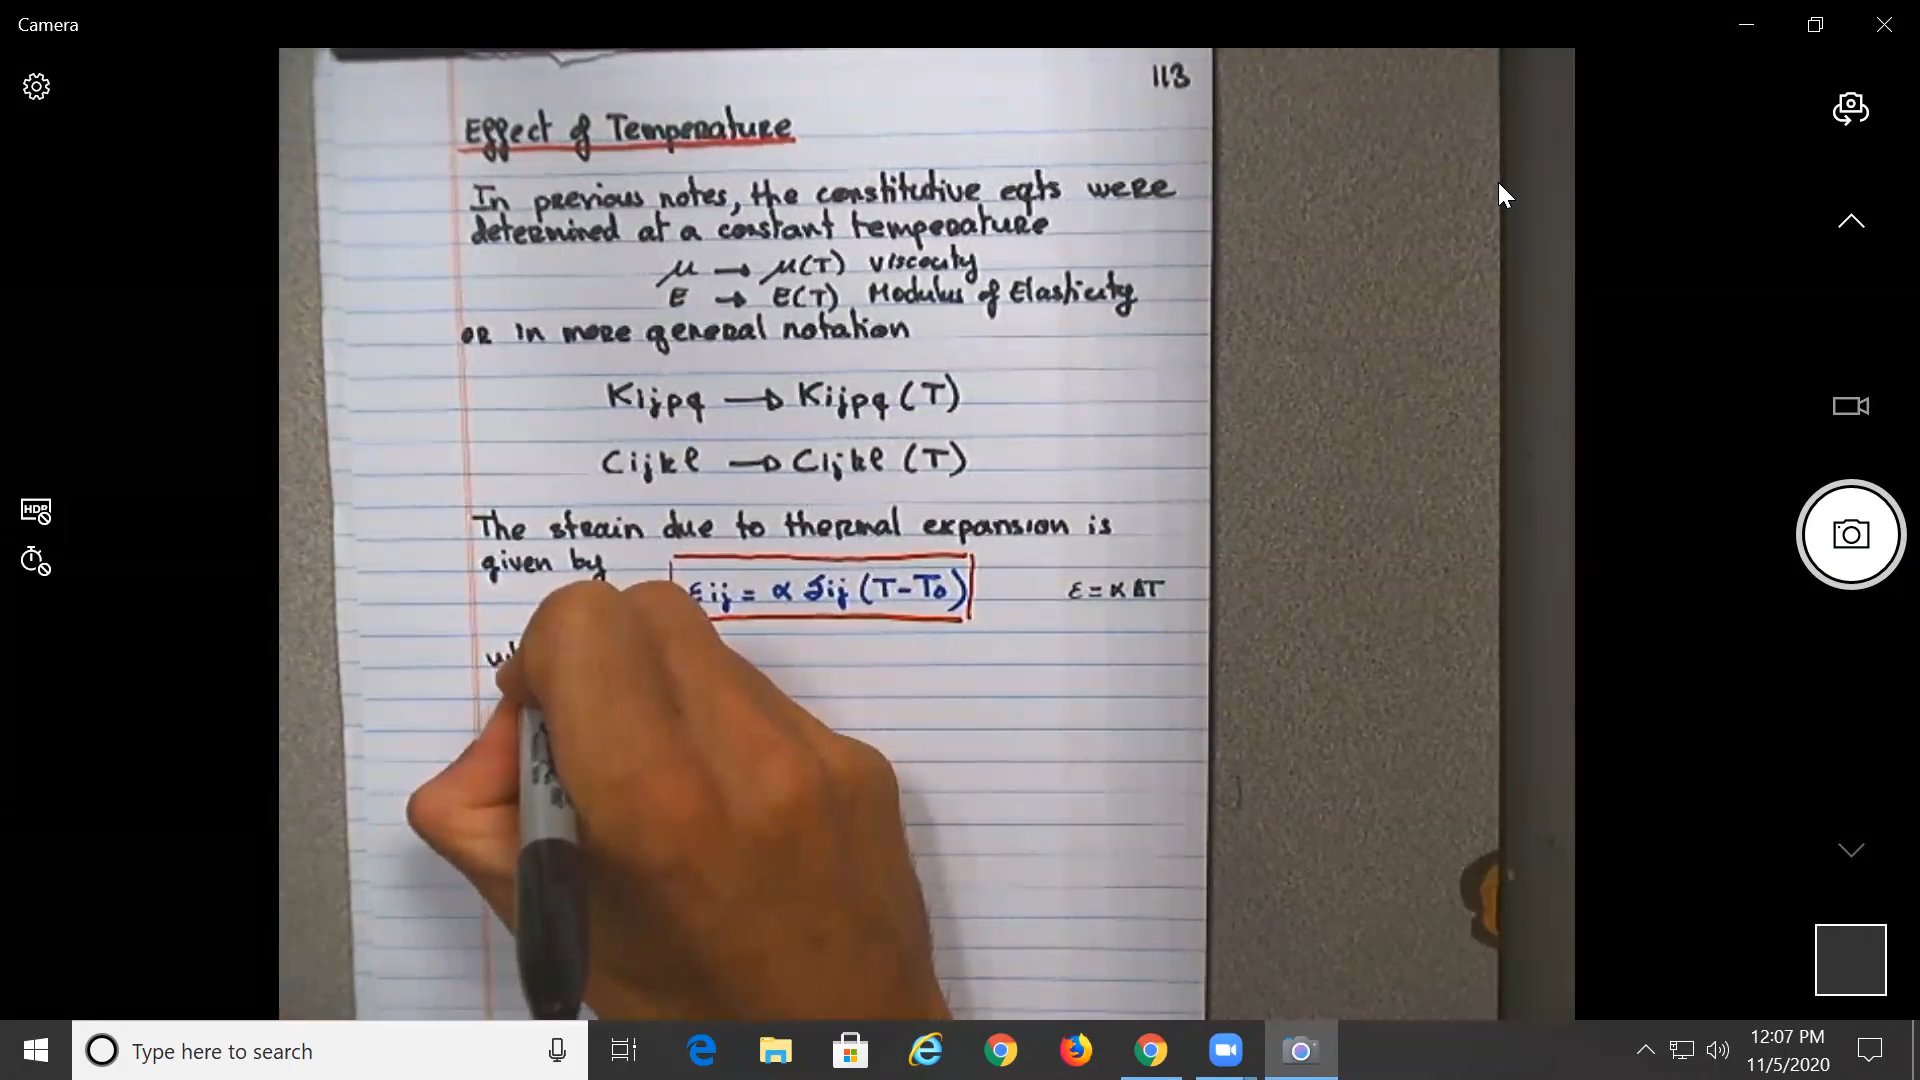 Camera
113
Effect of Temperature
In previous notes, the constitutive eqts were
determined at a constant temperature
μ → μ(T) viscocity
E → E(T) Modulus of Elasticity
or in more general notation
Kijpq → Kijpq (T)
Cijkl → Cijkl (T)
The strain due to thermal expansion is
given by
εij = α δij (T-To)
ε = α ΔT
HDR
Type here to search
12:07 PM
11/5/2020